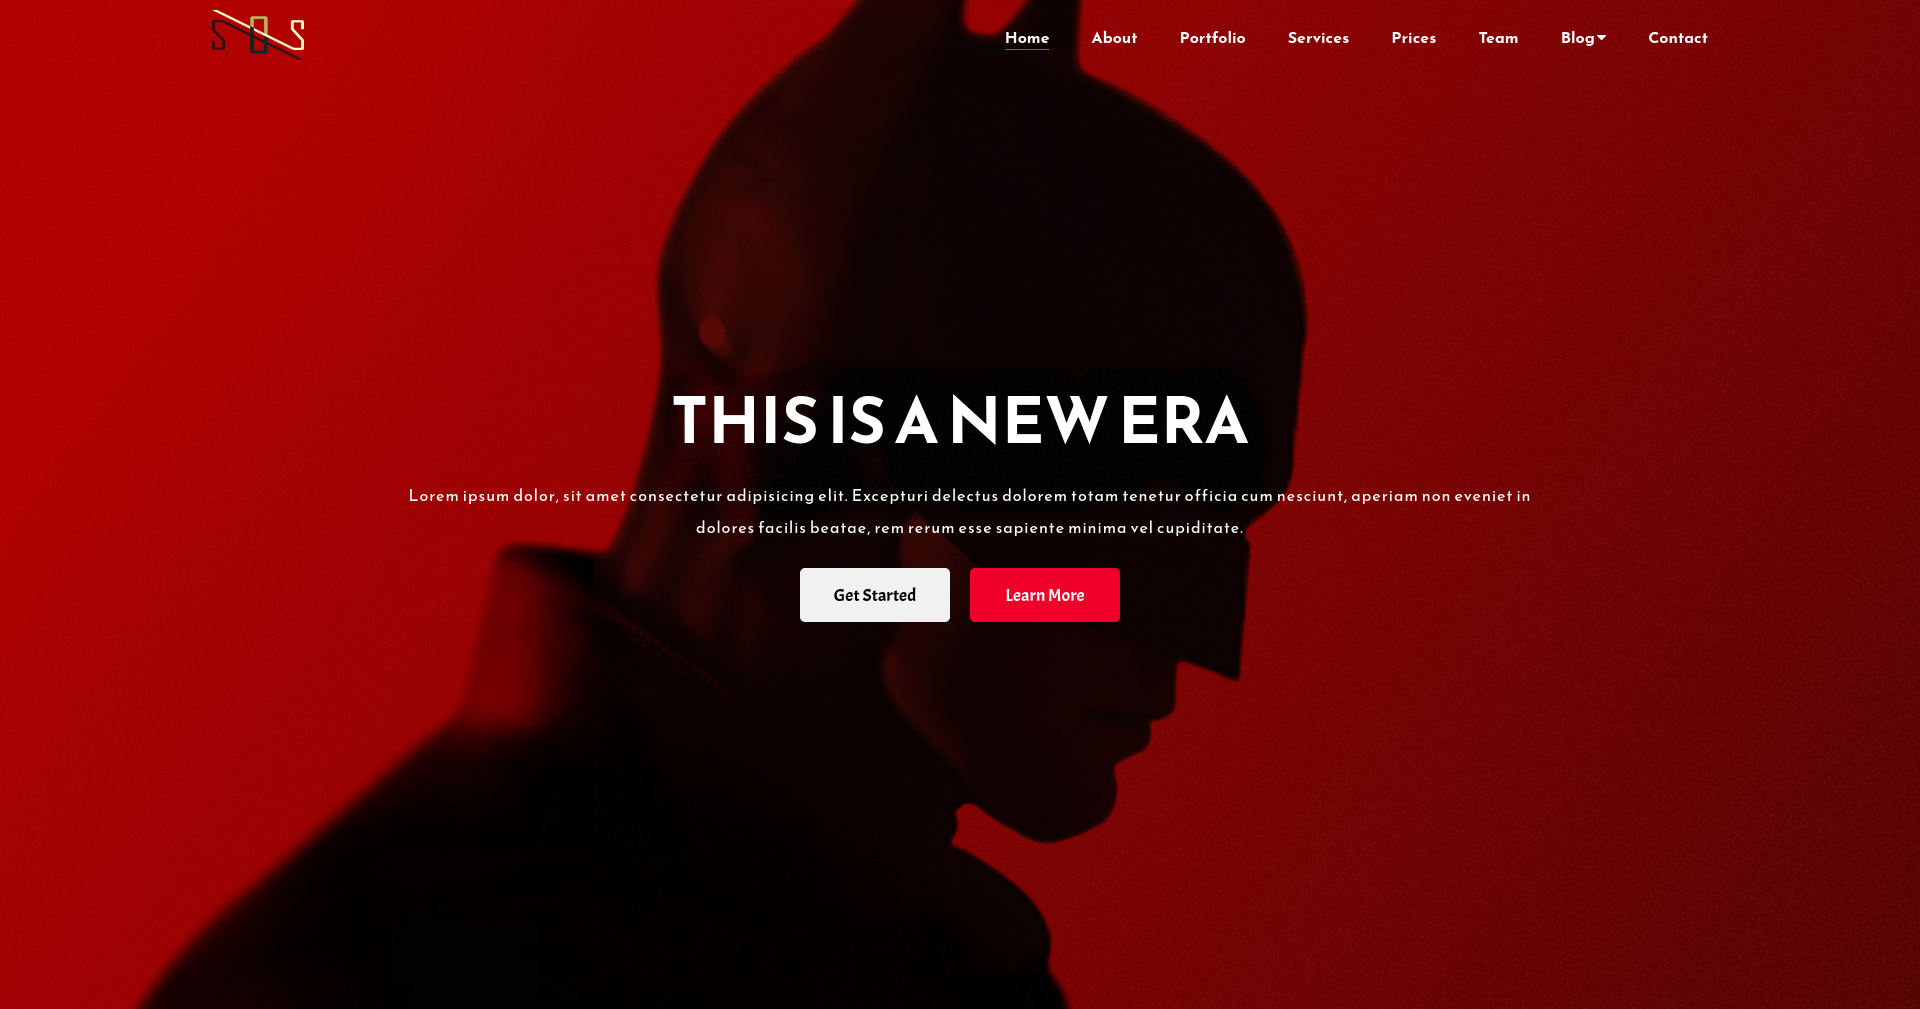 SOS
Home About Portfolio Services Prices Team Blog Contact
THIS IS A NEW ERA
Lorem ipsum dolor, sit amet consectetur adipisicing elit. Excepturi delectus dolorem totam tenetur officia cum nesciunt, aperiam non eveniet in
dolores facilis beatae, rem rerum esse sapiente minima vel cupiditate.
Get Started Learn More